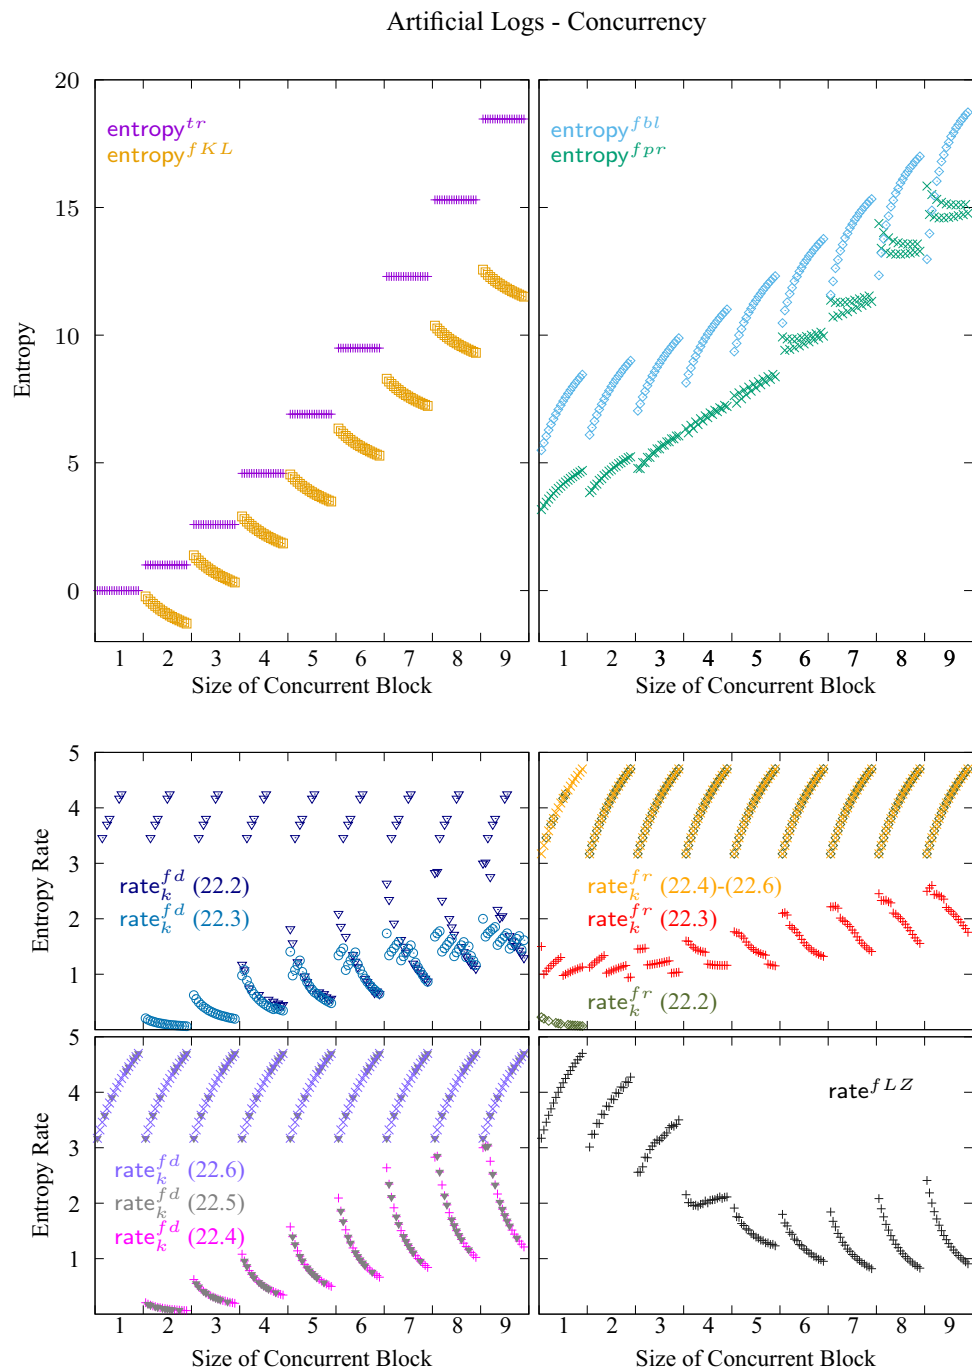 Artificial Logs - Concurrency
20
15
10
5
0
Entropy
entropy^{tr}
entropy^{fKL}
1 2 3 4 5 6 7 8 9
Size of Concurrent Block
entropy^{fbl}
entropy^{fpr}
1 2 3 4 5 6 7 8 9
Size of Concurrent Block
5
4
3
2
1
Entropy Rate
rate_k^{fd} (22.2)
rate_k^{fd} (22.3)
rate_k^{fr} (22.4)-(22.6)
rate_k^{fr} (22.3)
rate_k^{fr} (22.2)
5
4
3
2
1
Entropy Rate
rate_k^{fd} (22.6)
rate_k^{fd} (22.5)
rate_k^{fd} (22.4)
1 2 3 4 5 6 7 8 9
Size of Concurrent Block
rate^{fLZ}
1 2 3 4 5 6 7 8 9
Size of Concurrent Block